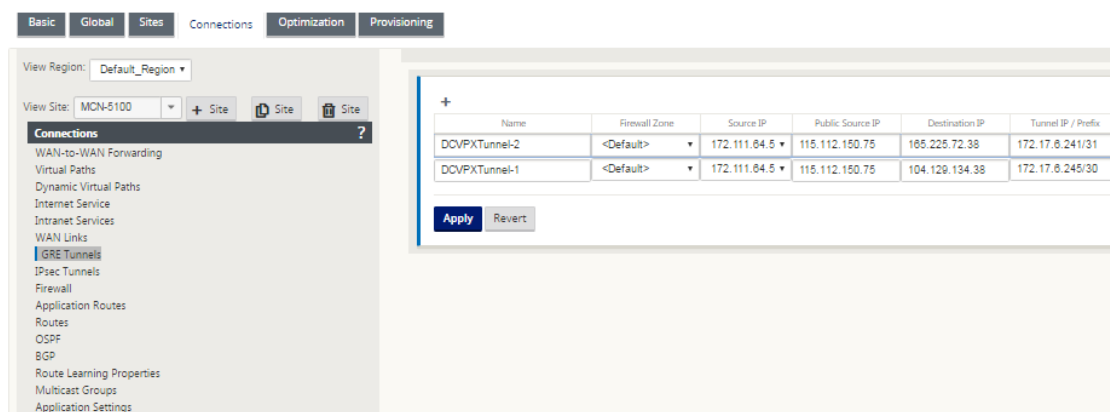 Basic Global Sites Connections Optimization Provisioning
View Region: Default_Region
View Site: MCN-5100 + Site Site Site
Connections ?
WAN-to-WAN Forwarding
Virtual Paths
Dynamic Virtual Paths
Internet Service
Intranet Services
WAN Links
GRE Tunnels
IPsec Tunnels
Firewall
Application Routes
Routes
OSPF
BGP
Route Learning Properties
Multicast Groups
Application Settings
+
Name Firewall Zone Source IP Public Source IP Destination IP Tunnel IP / Prefix
DCVPXTunnel-2 <Default> 172.111.64.5 115.112.150.75 165.225.72.38 172.17.6.241/31
DCVPXTunnel-1 <Default> 172.111.64.5 115.112.150.75 104.129.134.38 172.17.6.245/30
Apply Revert